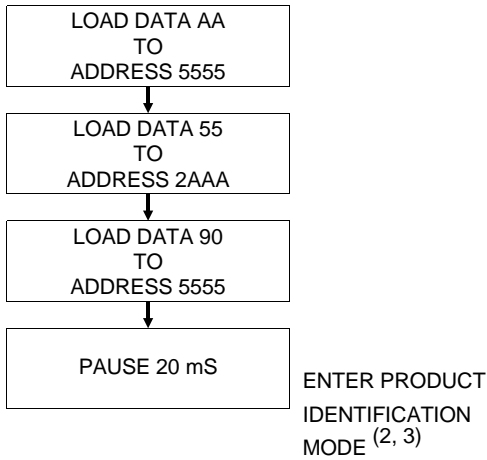 LOAD DATA AA
TO
ADDRESS 5555
LOAD DATA 55
TO
ADDRESS 2AAA
LOAD DATA 90
TO
ADDRESS 5555
PAUSE 20 mS
ENTER PRODUCT
IDENTIFICATION
MODE (2, 3)